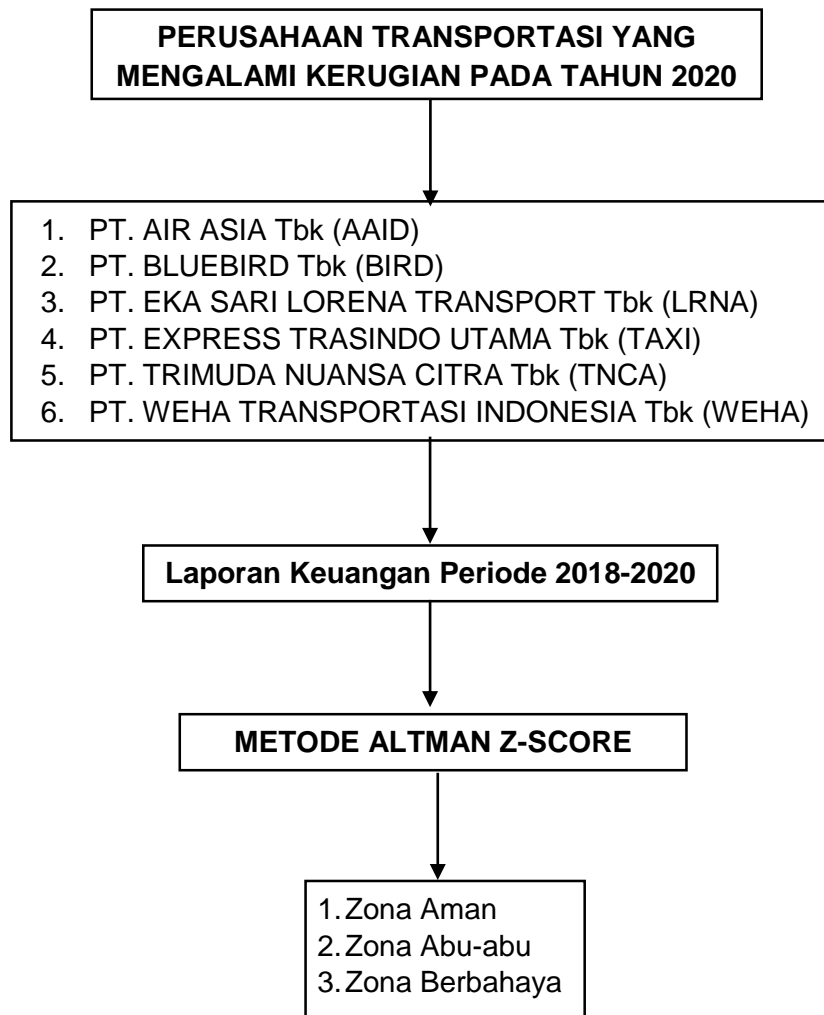 PERUSAHAAN TRANSPORTASI YANG
MENGALAMI KERUGIAN PADA TAHUN 2020
1. PT. AIR ASIA Tbk (AAID)
2. PT. BLUEBIRD Tbk (BIRD)
3. PT. EKA SARI LORENA TRANSPORT Tbk (LRNA)
4. PT. EXPRESS TRASINDO UTAMA Tbk (TAXI)
5. PT. TRIMUDA NUANSA CITRA Tbk (TNCA)
6. PT. WEHA TRANSPORTASI INDONESIA Tbk (WEHA)
Laporan Keuangan Periode 2018-2020
METODE ALTMAN Z-SCORE
1. Zona Aman
2. Zona Abu-abu
3. Zona Berbahaya